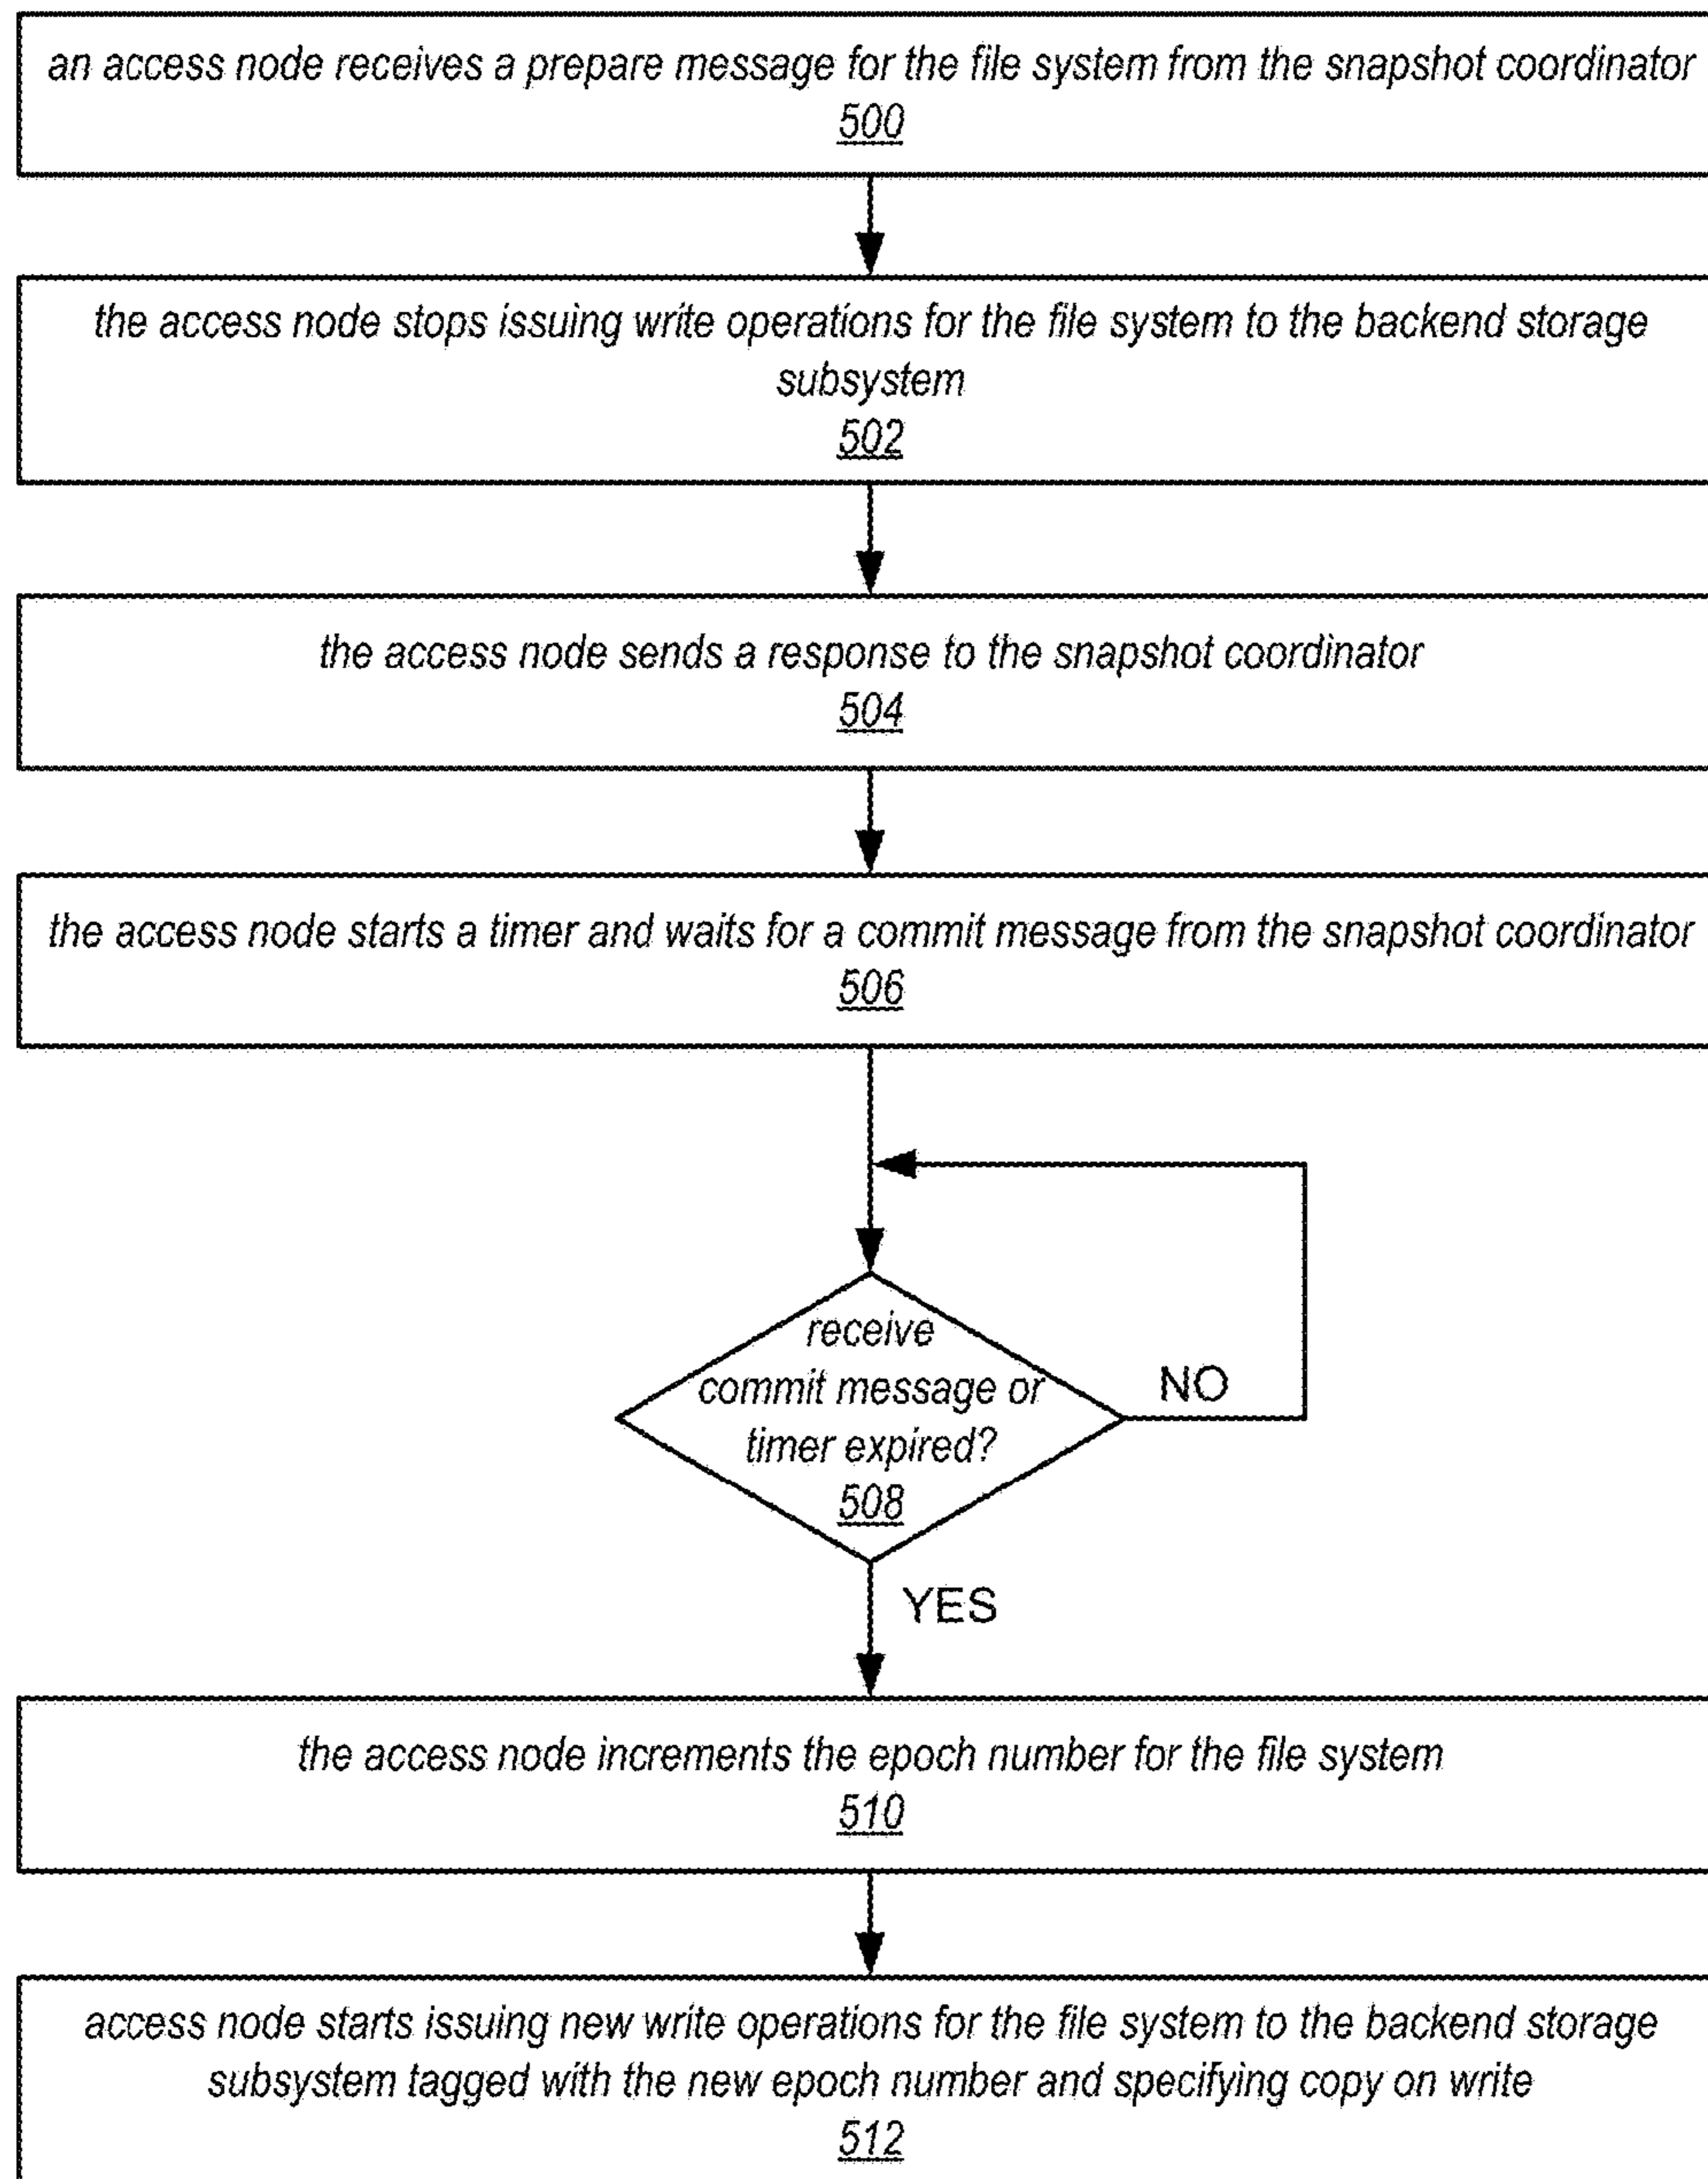 an access node receives a prepare message for the file system from the snapshot coordinator
500
the access node stops issuing write operations for the file system to the backend storage
subsystem
502
the access node sends a response to the snapshot coordinator
504
the access node starts a timer and waits for a commit message from the snapshot coordinator
506
receive
commit message or
timer expired?
508
NO
YES
the access node increments the epoch number for the file system
510
access node starts issuing new write operations for the file system to the backend storage
subsystem tagged with the new epoch number and specifying copy on write
512